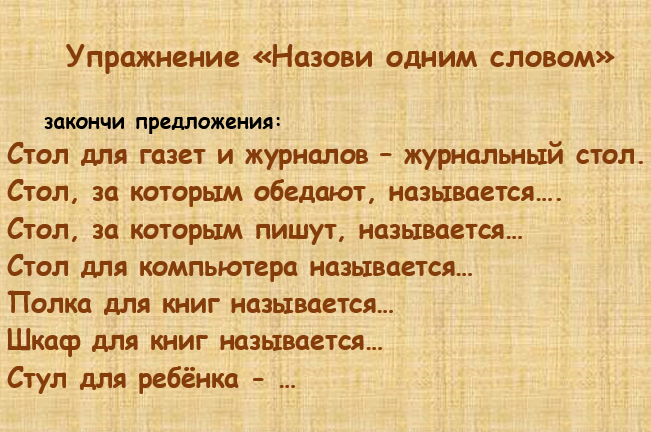 Упражнение «Назови одним словом»
закончи предложения:
Стол для газет и журналов – журнальный стол.
Стол, за которым обедают, называется….
Стол, за которым пишут, называется…
Стол для компьютера называется…
Полка для книг называется…
Шкаф для книг называется…
Стул для ребёнка - …